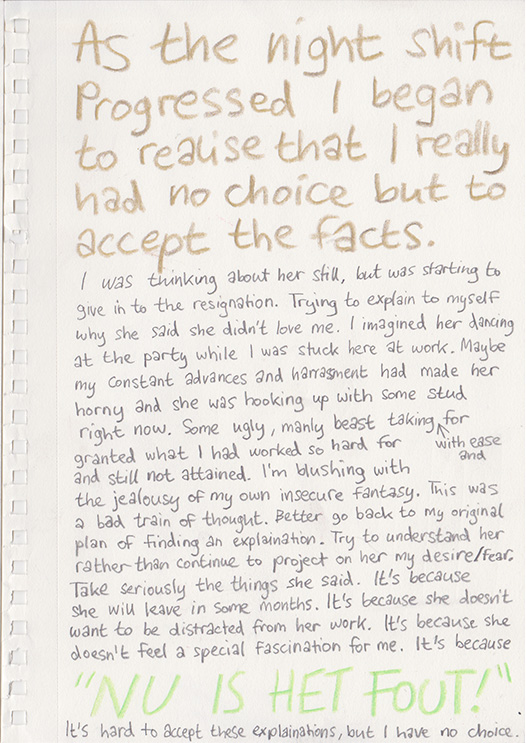 As the night shift
Progressed I began
to realise that I really
had no choice but to
accept the facts.
I was thinking about her still, but was starting to
give in to the resignation. Trying to explain to myself
why she said she didn't love me. I imagined her dancing
at the party while I was stuck here at work. Maybe
my constant advances and harrasment had made her
horny and she was hooking up with some stud
right now. Some ugly, manly beast taking for
granted what I had worked so hard for with ease
and
and still not attained. I'm blushing with
the jealousy of my own insecure fantasy. This was
a bad train of thought. Better go back to my original
plan of finding an explaination. Try to understand her
rather than continue to project on her my desire/fear.
Take seriously the things she said. It's because
she will leave in some months. It's because she doesn't
want to be distracted from her work. It's because she
doesn't feel a special fascination for me. It's because
"NU IS HET FOUT!"
It's hard to accept these explainations, but I have no choice.